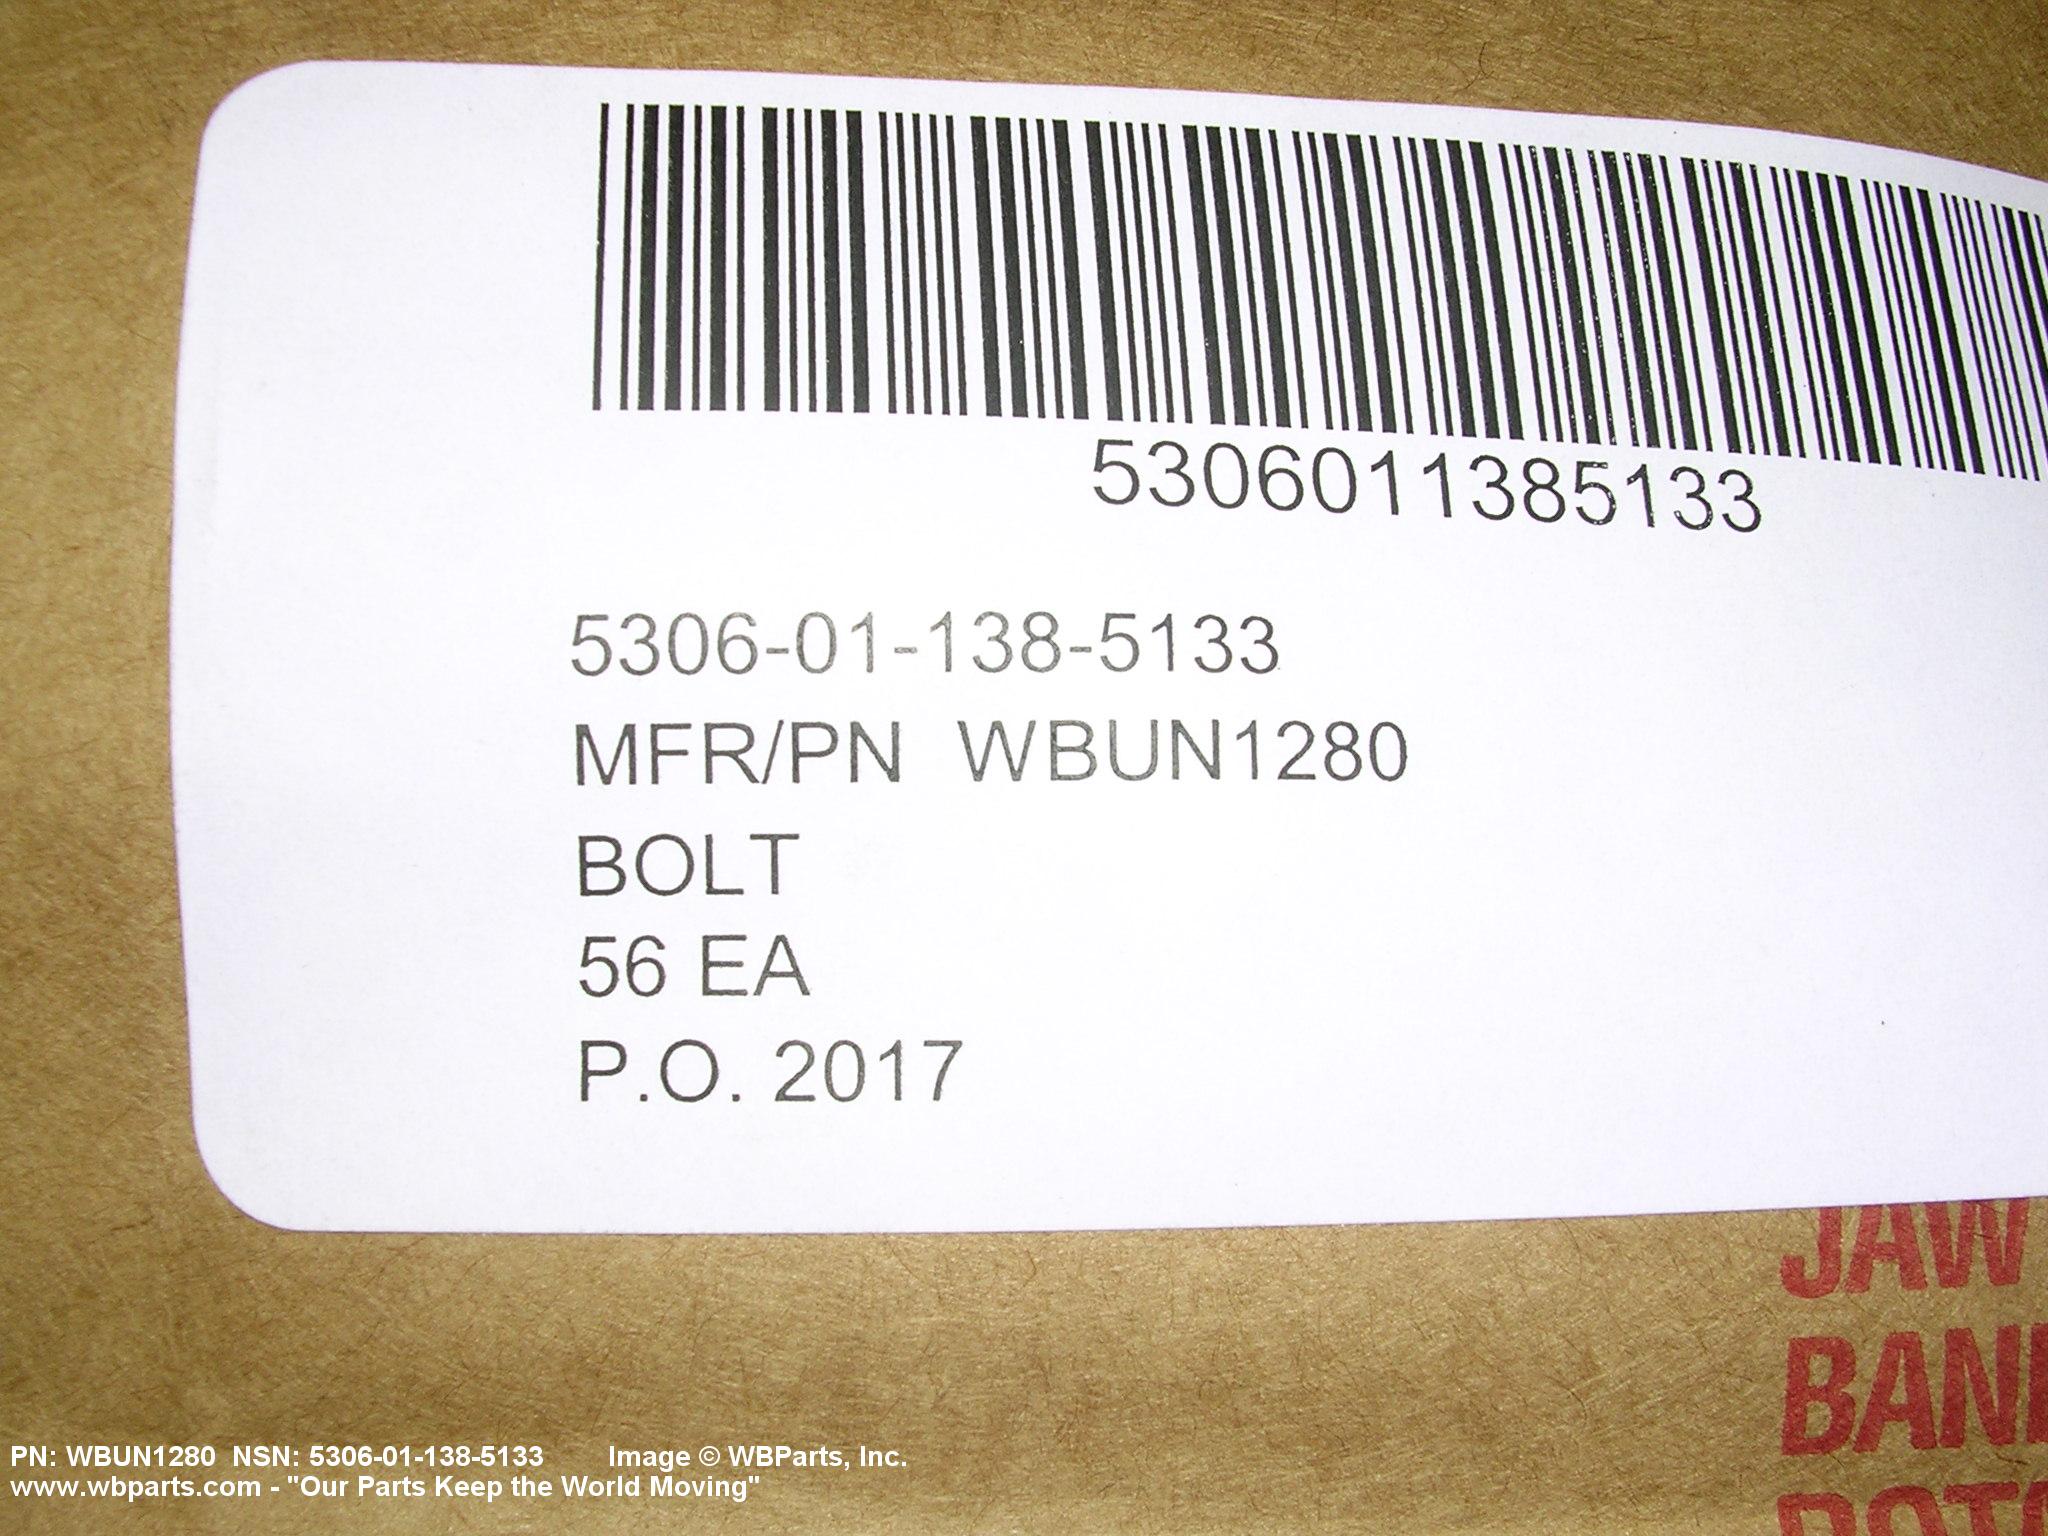 5306011385133
5306-01-138-5133
MFR/PN WBUN1280
BOLT
56 EA
P.O. 2017
JAW
PN: WBUN1280 NSN: 5306-01-138-5133 Image © WBParts, Inc.
www.wbparts.com - "Our Parts Keep the World Moving"